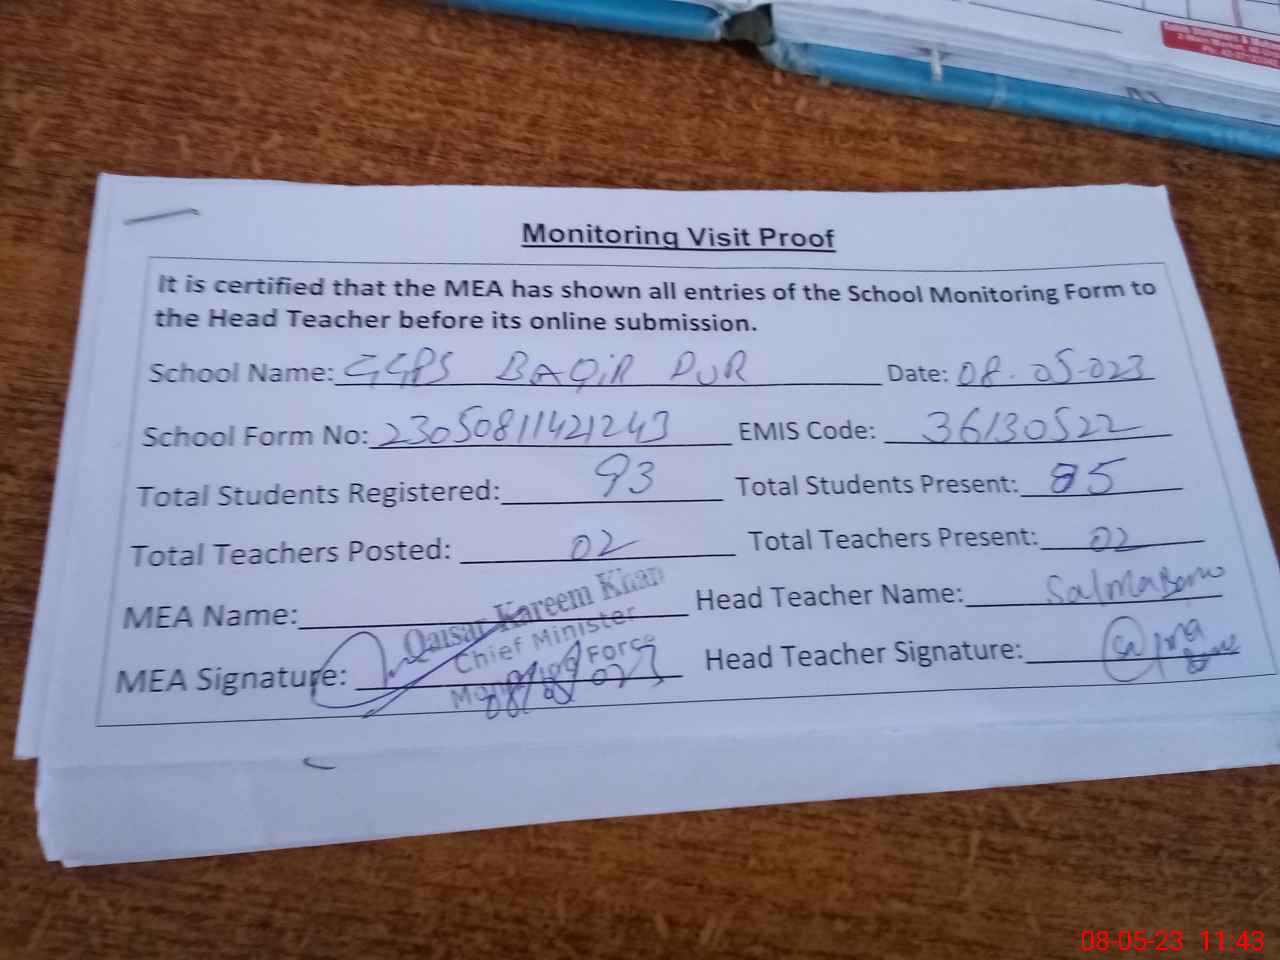 Monitoring Visit Proof
It is certified that the MEA has shown all entries of the School Monitoring Form to
the Head Teacher before its online submission.
School Name: GGPS BAQIR PUR Date: 08-05-023
School Form No: 23050811421243 EMIS Code: 36130522
Total Students Registered: 93 Total Students Present: 85
Total Teachers Posted: 02 Total Teachers Present: 02
MEA Name: Qaisar Kareem Khan Head Teacher Name: Salma Bano
Chief Minister
MEA Signature: Force Head Teacher Signature:
08-05-23 11:43